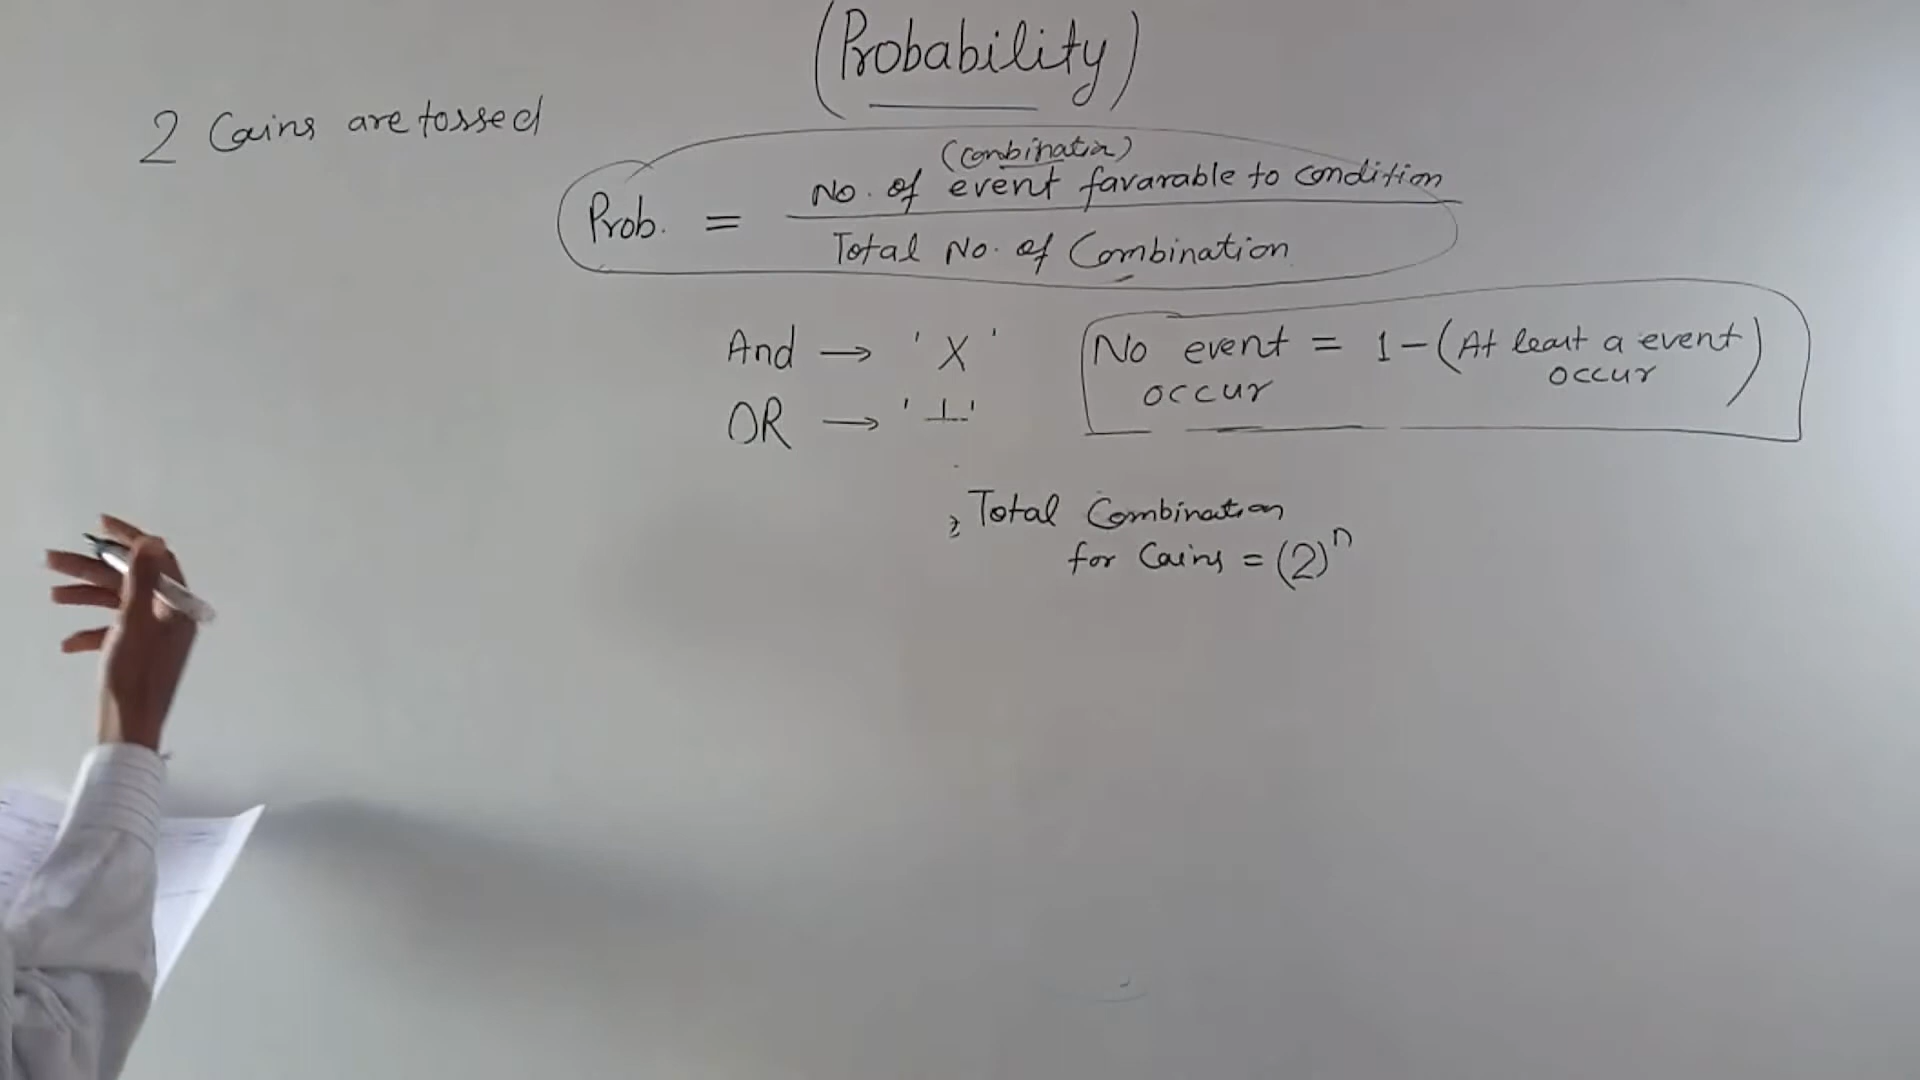 (Probability)
2 Coins are tossed
(Combination)
Prob. = No. of event favarable to condition
Total No. of Combination
And → 'X'
OR → '+'
No event = 1-(At least a event)
occur occur
Total Combination
for Coins = (2)^n